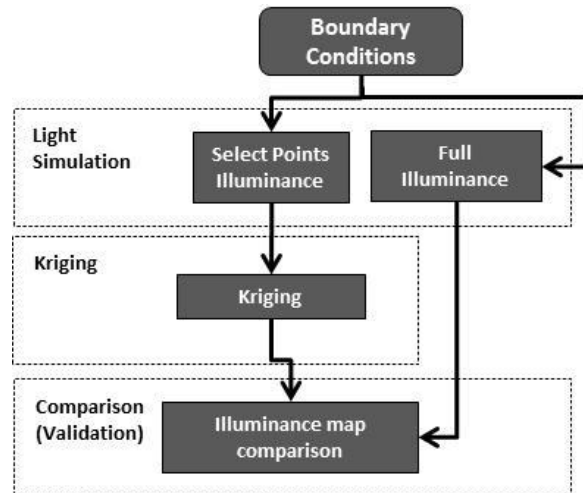 Boundary
Conditions
Light
Simulation
Select Points
Illuminance
Full
Illuminance
Kriging
Kriging
Comparison
(Validation)
Illuminance map
comparison